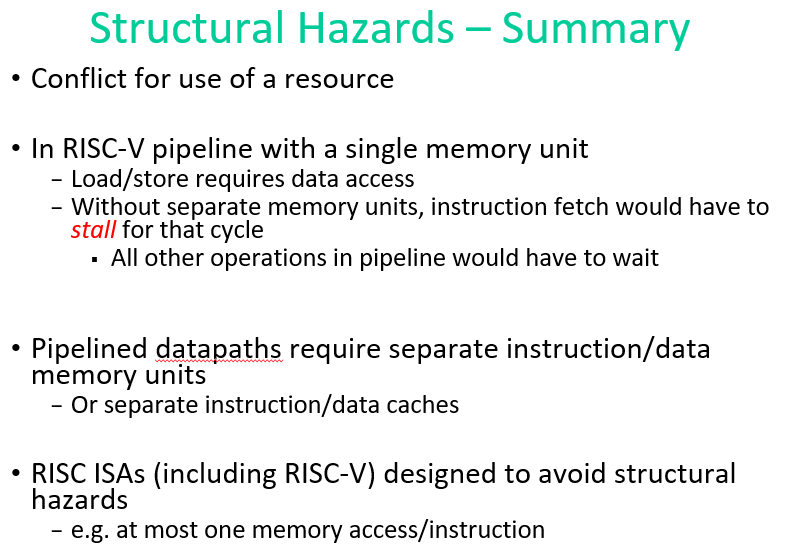 Structural Hazards – Summary
• Conflict for use of a resource
• In RISC-V pipeline with a single memory unit
– Load/store requires data access
– Without separate memory units, instruction fetch would have to
stall for that cycle
▪ All other operations in pipeline would have to wait
• Pipelined datapaths require separate instruction/data
memory units
– Or separate instruction/data caches
• RISC ISAs (including RISC-V) designed to avoid structural
hazards
– e.g. at most one memory access/instruction